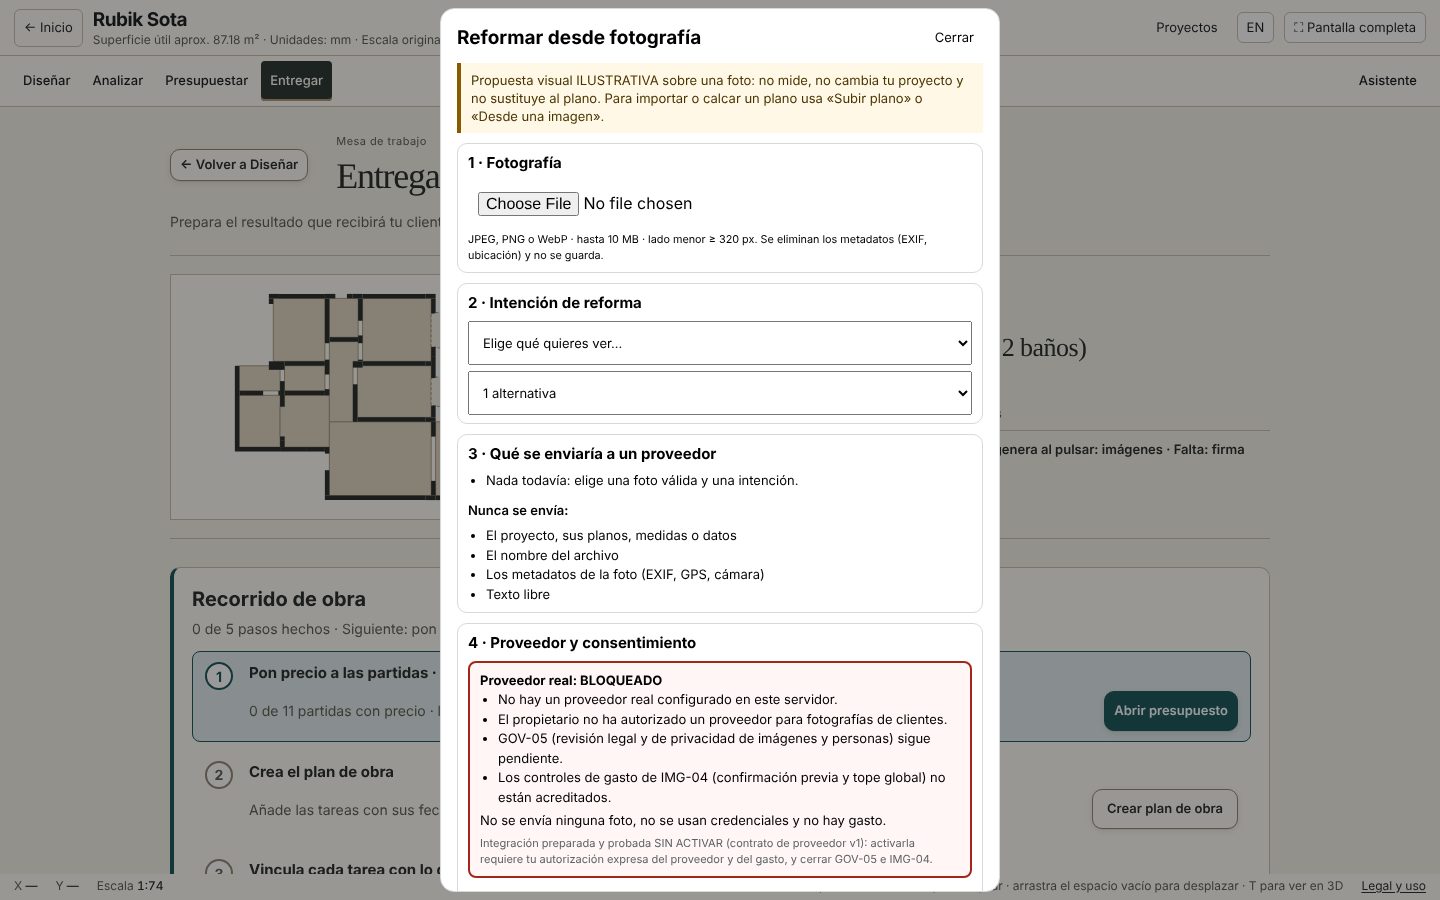 ← Inicio
Rubik Sota
Superficie útil aprox. 87.18 m² · Unidades: mm · Escala origina
Proyectos
EN
Pantalla completa
Diseñar
Analizar
Presupuestar
Entregar
Asistente
← Volver a Diseñar
Mesa de trabajo
Entrega
Prepara el resultado que recibirá tu client
2 baños)
genera al pulsar: imágenes · Falta: firma
Recorrido de obra
0 de 5 pasos hechos · Siguiente: pon
1
Pon precio a las partidas ·
0 de 11 partidas con precio ·
Abrir presupuesto
2
Crea el plan de obra
Añade las tareas con sus fec
Crear plan de obra
3
Vincula cada tarea con lo
X —
Y —
Escala 1:74
· arrastra el espacio vacío para desplazar · T para ver en 3D
Legal y uso
Reformar desde fotografía
Cerrar
Propuesta visual ILUSTRATIVA sobre una foto: no mide, no cambia tu proyecto y
no sustituye al plano. Para importar o calcar un plano usa «Subir plano» o
«Desde una imagen».
1 · Fotografía
Choose File No file chosen
JPEG, PNG o WebP · hasta 10 MB · lado menor ≥ 320 px. Se eliminan los metadatos (EXIF,
ubicación) y no se guarda.
2 · Intención de reforma
Elige qué quieres ver...
1 alternativa
3 · Qué se enviaría a un proveedor
• Nada todavía: elige una foto válida y una intención.
Nunca se envía:
• El proyecto, sus planos, medidas o datos
• El nombre del archivo
• Los metadatos de la foto (EXIF, GPS, cámara)
• Texto libre
4 · Proveedor y consentimiento
Proveedor real: BLOQUEADO
• No hay un proveedor real configurado en este servidor.
• El propietario no ha autorizado un proveedor para fotografías de clientes.
• GOV-05 (revisión legal y de privacidad de imágenes y personas) sigue
pendiente.
• Los controles de gasto de IMG-04 (confirmación previa y tope global) no
están acreditados.
No se envía ninguna foto, no se usan credenciales y no hay gasto.
Integración preparada y probada SIN ACTIVAR (contrato de proveedor v1): activarla
requiere tu autorización expresa del proveedor y del gasto, y cerrar GOV-05 e IMG-04.